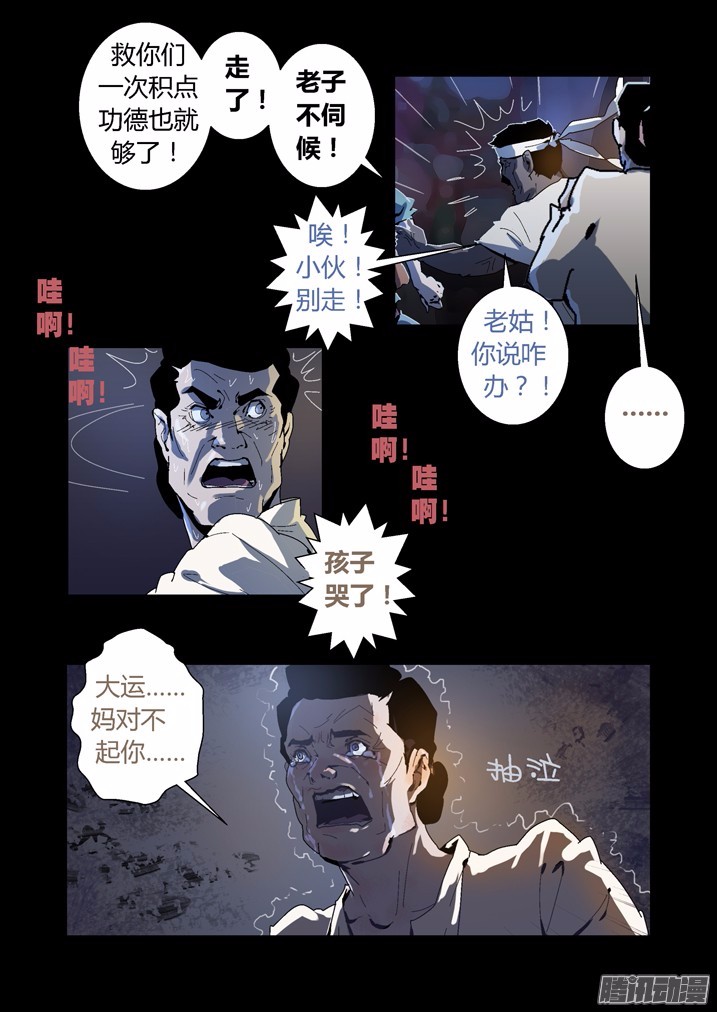 救你们
一次积点
功德也就
够了！
走
了！
老子
不伺
候！
唉！
小伙！
别走！
老姑！
你说咋
办？！
……
哇
啊！
哇
啊！
哇
啊！
哇
啊！
孩子
哭了！
大运……
妈对不
起你……
腾讯动漫